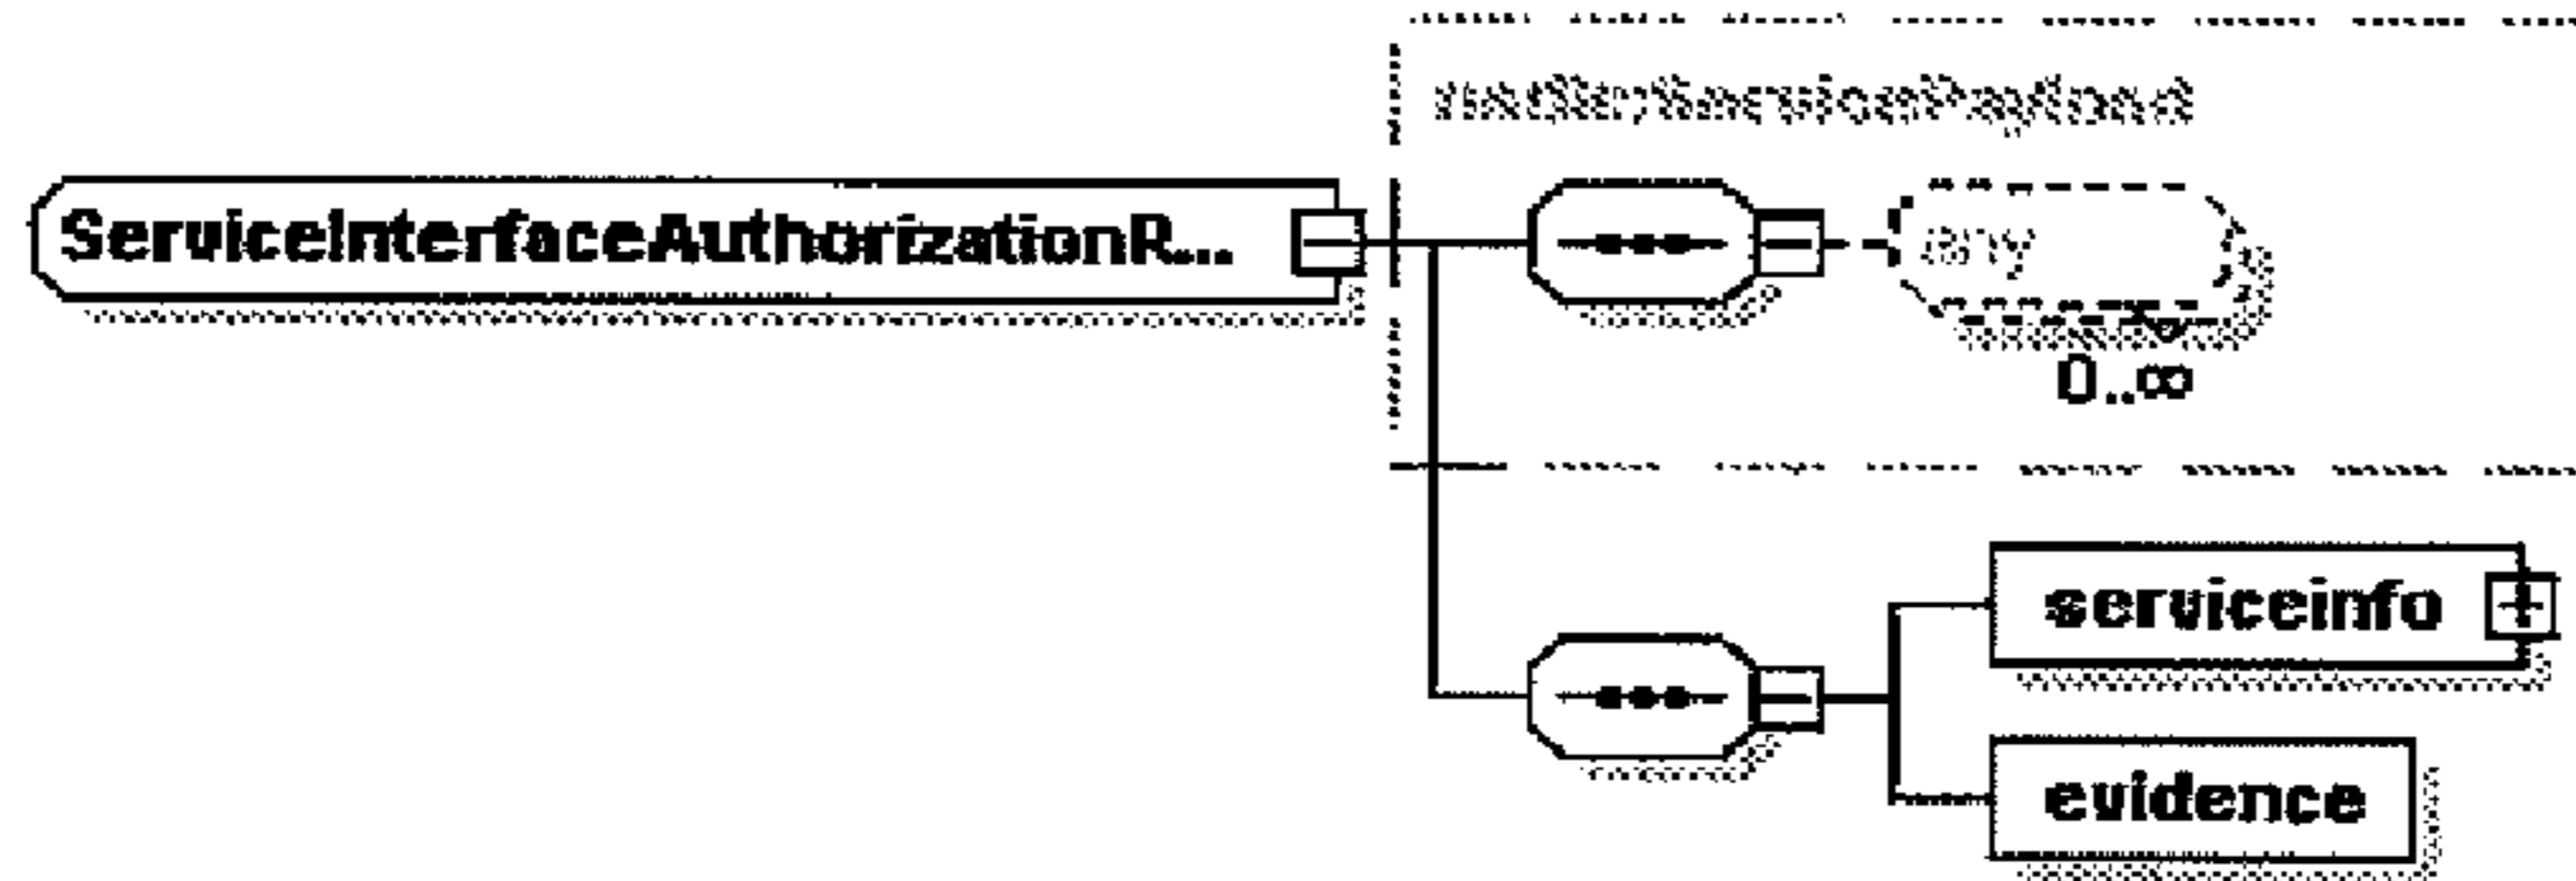 ServiceInterfaceAuthorizationR...
any
0..∞
serviceinfo
evidence